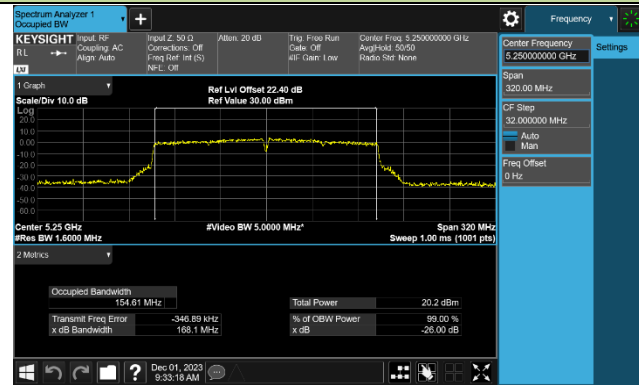 Spectrum Analyzer 1
Occupied BW
Frequency
KEYSIGHT
RL
Input: RF
Coupling: AC
Align: Auto
Input Z: 50 Ω
Corrections: Off
Freq Ref: Int (S)
NFE: Off
Atten: 20 dB
Trig: Free Run
Gate: Off
#IF Gain: Low
Center Freq: 5.250000000 GHz
Avg|Hold: 50/50
Radio Std: None
Center Frequency
5.250000000 GHz
Settings
Span
320.00 MHz
CF Step
32.000000 MHz
Auto
Man
Freq Offset
0 Hz
1 Graph
Scale/Div 10.0 dB
Ref Lvl Offset 22.40 dB
Ref Value 30.00 dBm
Log
20.0
10.0
0.00
-10.0
-20.0
-30.0
-40.0
-50.0
-60.0
Center 5.25 GHz
#Res BW 1.6000 MHz
#Video BW 5.0000 MHz*
Span 320 MHz
Sweep 1.00 ms (1001 pts)
2 Metrics
Occupied Bandwidth
154.61 MHz
Total Power 20.2 dBm
Transmit Freq Error -346.89 kHz
% of OBW Power 99.00 %
x dB Bandwidth 168.1 MHz
x dB -26.00 dB
?
Dec 01, 2023
9:33:18 AM